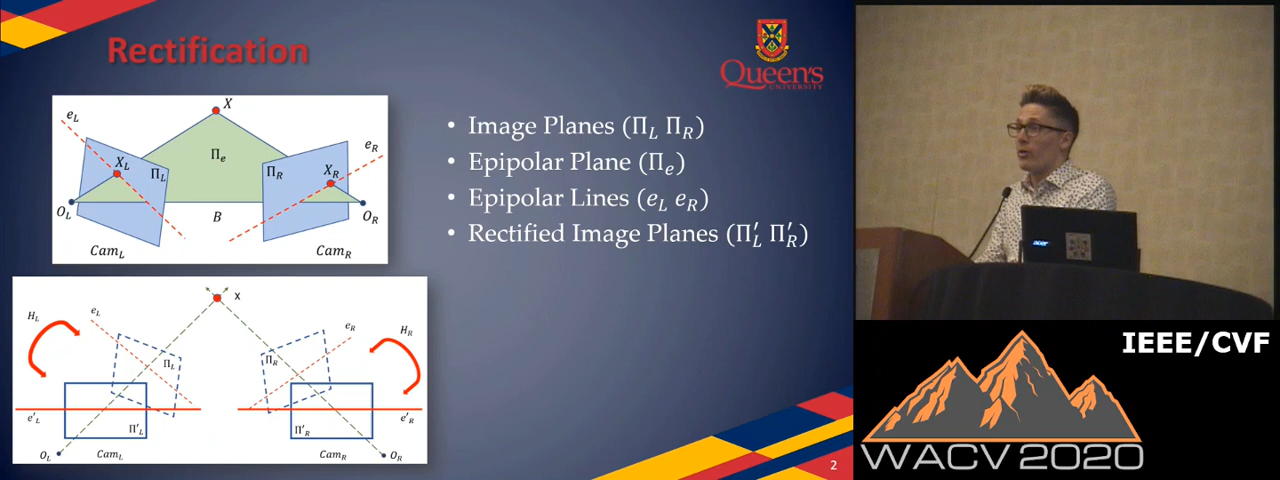 Rectification
Queen's
UNIVERSITY
X
e_L
e_R
Π_e
X_L
Π_L
Π_R
X_R
O_L
B
O_R
Cam_L
Cam_R
• Image Planes (Π_L Π_R)
• Epipolar Plane (Π_e)
• Epipolar Lines (e_L e_R)
• Rectified Image Planes (Π′_L Π′_R)
x
H_L
e_L
e_R
H_R
Π_L
Π_R
e'_L
e'_R
Π'_L
Π'_R
O_L
Cam_L
Cam_R
O_R
2
acer
IEEE/CVF
WACV 2020